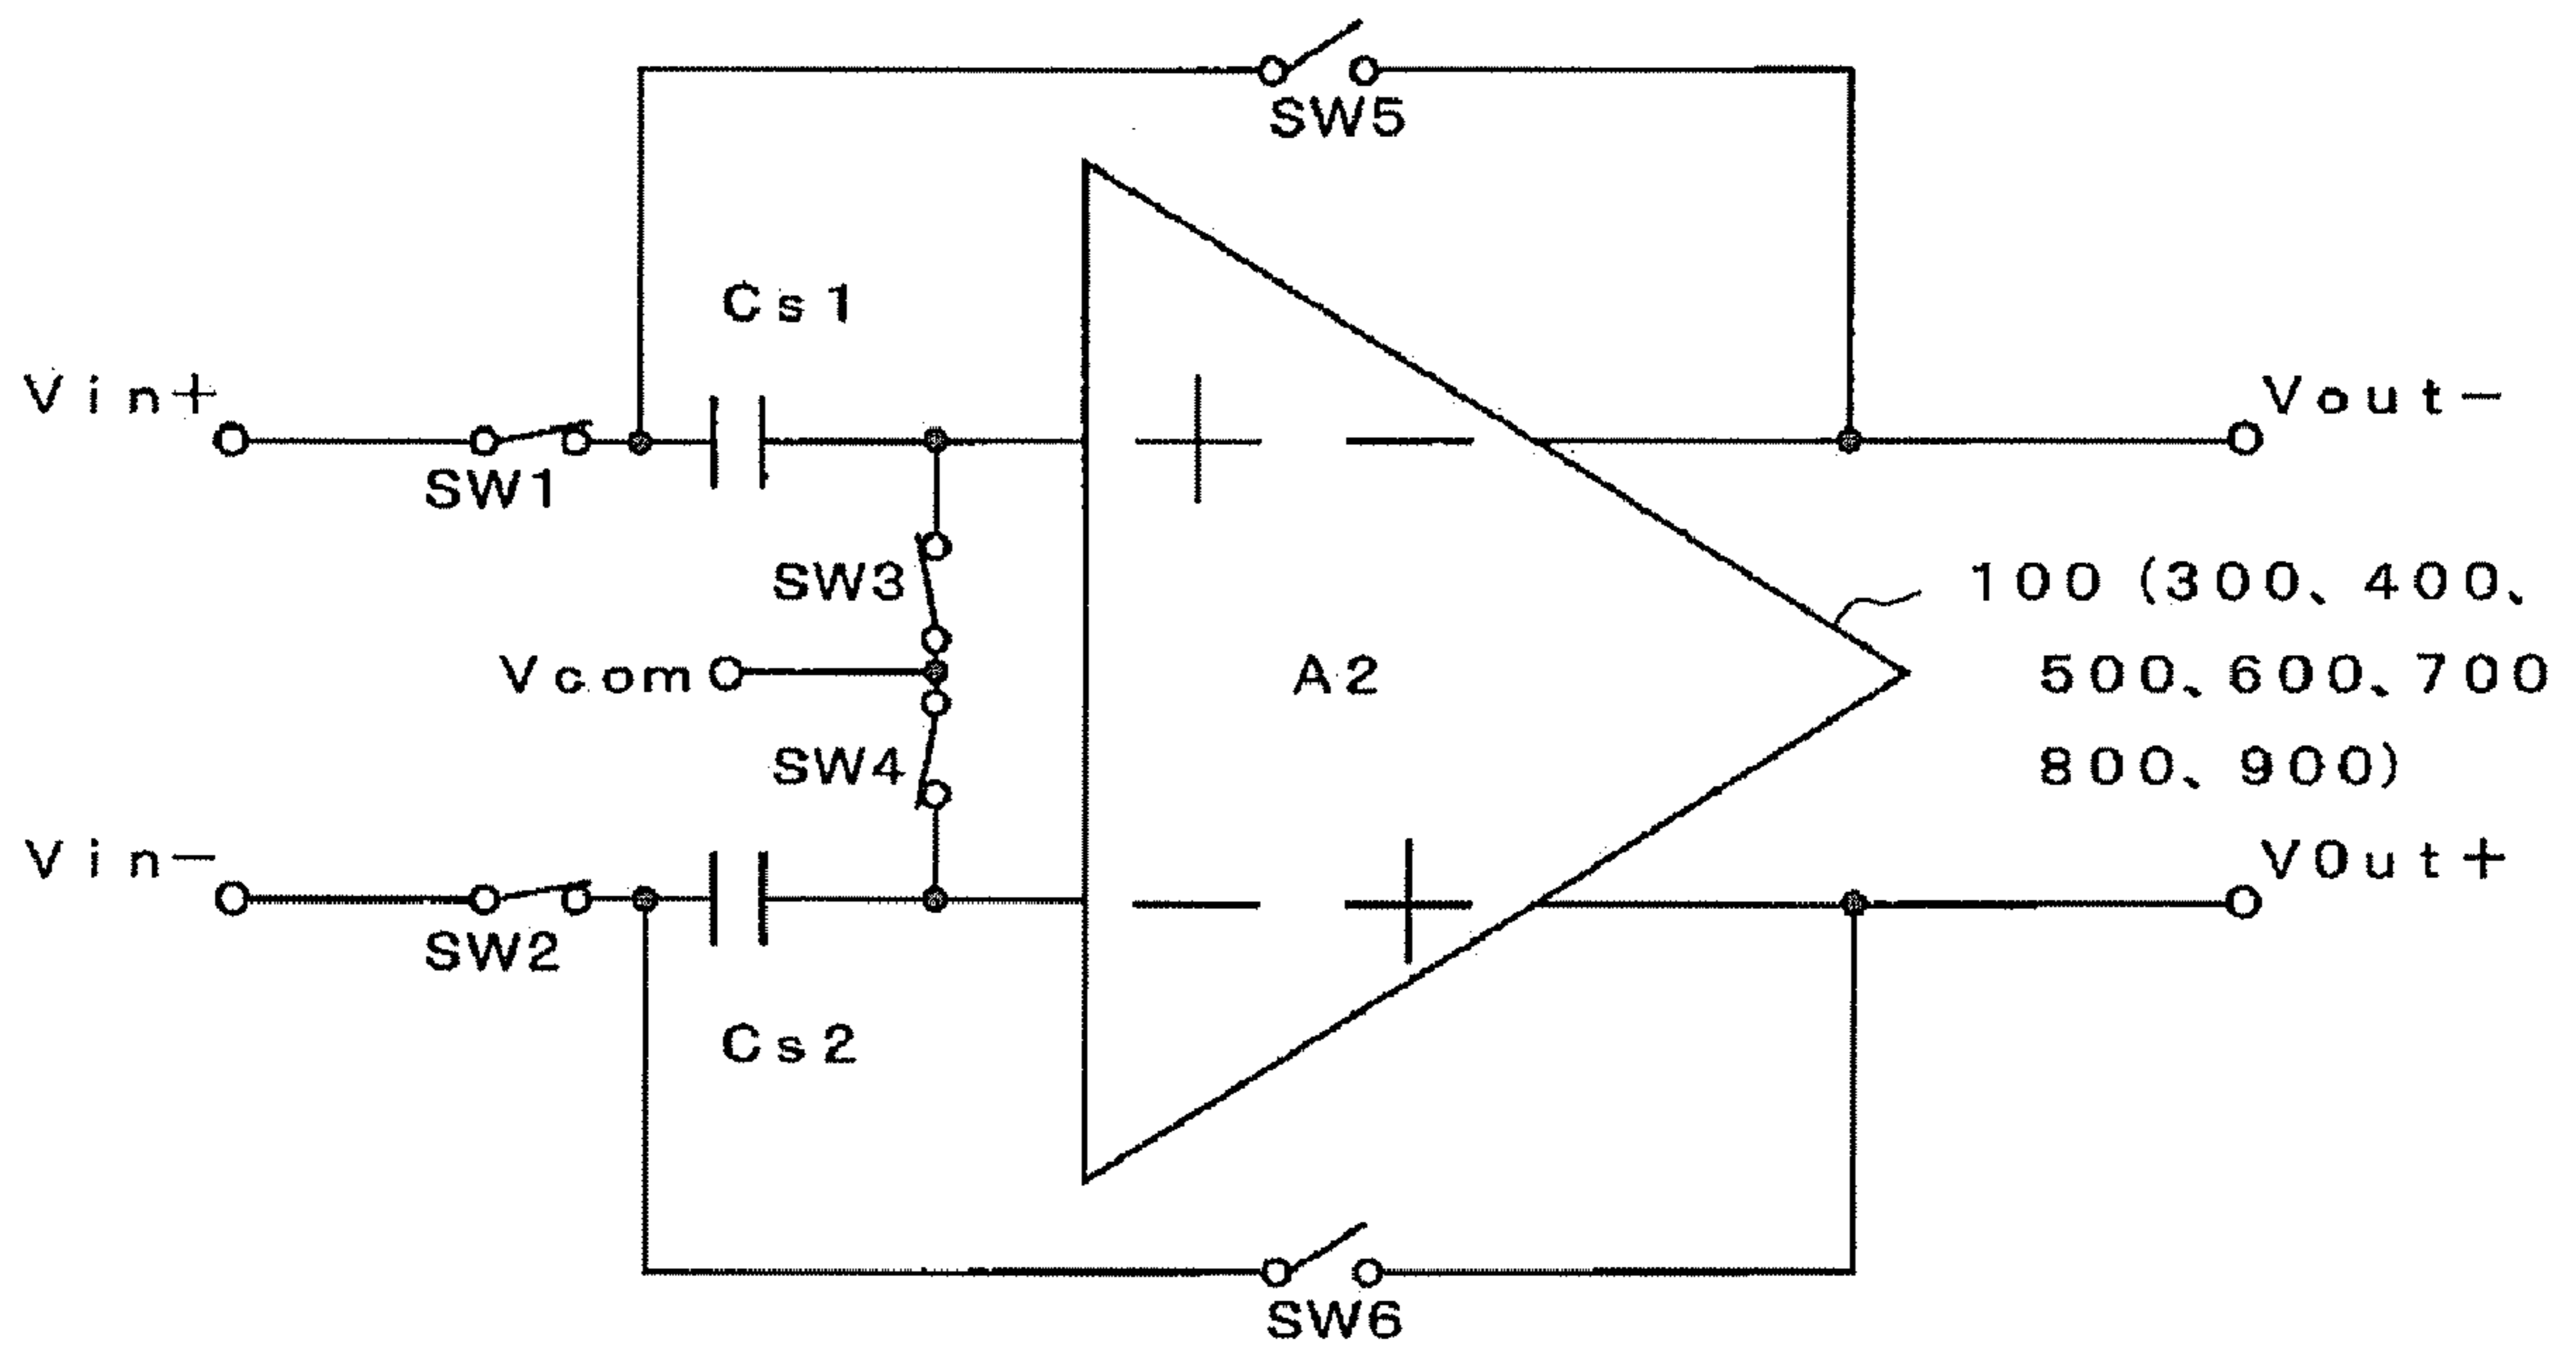 SW5
Cs1
Vin+
Vout-
SW1
+ -
SW3
100 (300、400、
500、600、700
800、900)
Vcom
A2
SW4
Vin-
V0ut+
- +
SW2
Cs2
SW6